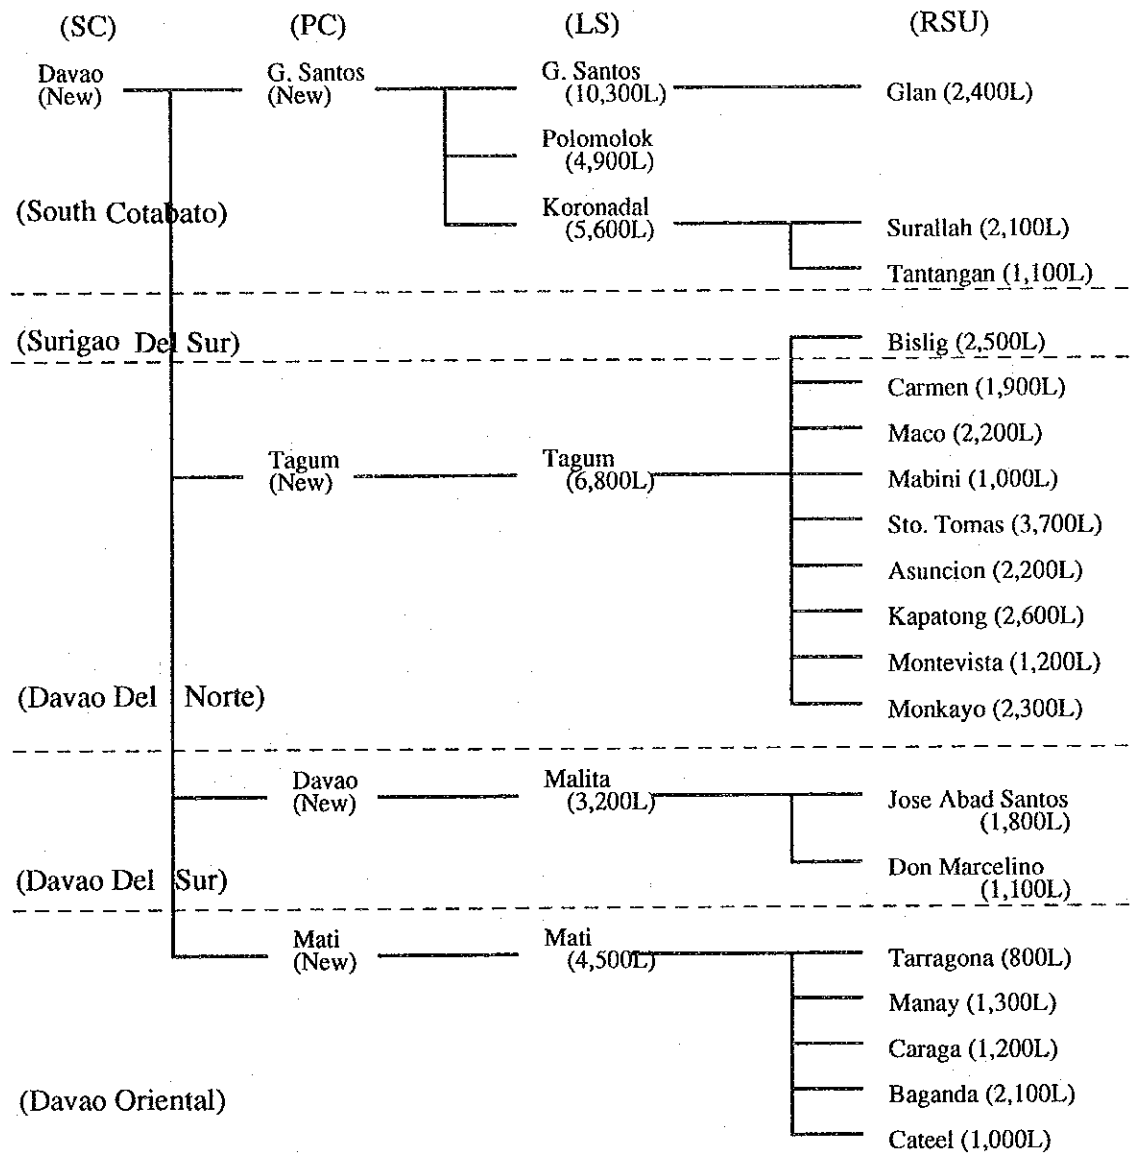 (SC) (PC) (LS) (RSU)
Davao G. Santos G. Santos
(New) (New) (10,300L) Glan (2,400L)
Polomolok
(4,900L)
(South Cotabato) Koronadal
(5,600L) Surallah (2,100L)
Tantangan (1,100L)
(Surigao Del Sur) Bislig (2,500L)
Carmen (1,900L)
Maco (2,200L)
Tagum Tagum
(New) (6,800L) Mabini (1,000L)
Sto. Tomas (3,700L)
Asuncion (2,200L)
Kapatong (2,600L)
Montevista (1,200L)
(Davao Del Norte) Monkayo (2,300L)
Davao Malita
(New) (3,200L) Jose Abad Santos
(1,800L)
(Davao Del Sur) Don Marcelino
(1,100L)
Mati Mati
(New) (4,500L) Tarragona (800L)
Manay (1,300L)
Caraga (1,200L)
(Davao Oriental) Baganda (2,100L)
Cateel (1,000L)